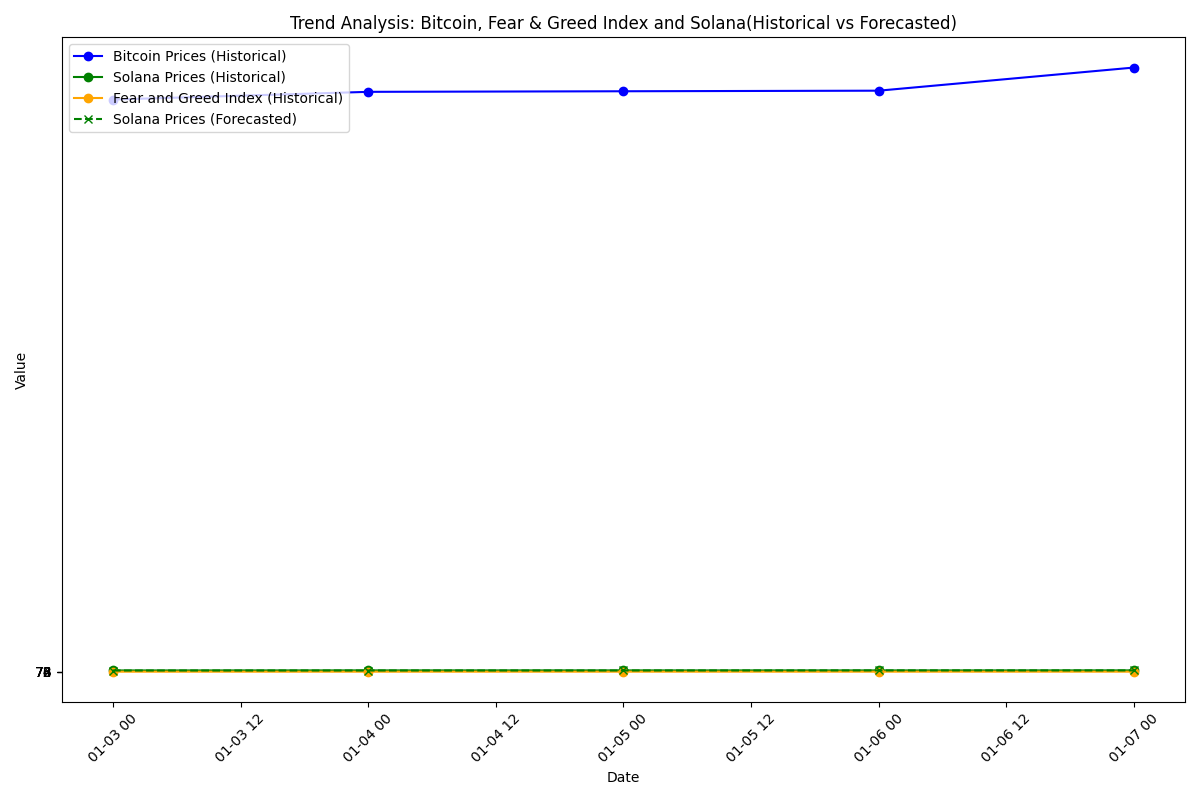 Trend Analysis: Bitcoin, Fear & Greed Index and Solana(Historical vs Forecasted)
Bitcoin Prices (Historical)
Solana Prices (Historical)
Fear and Greed Index (Historical)
Solana Prices (Forecasted)
Value
01-03 00
01-03 12
01-04 00
01-04 12
01-05 00
01-05 12
01-06 00
01-06 12
01-07 00
Date